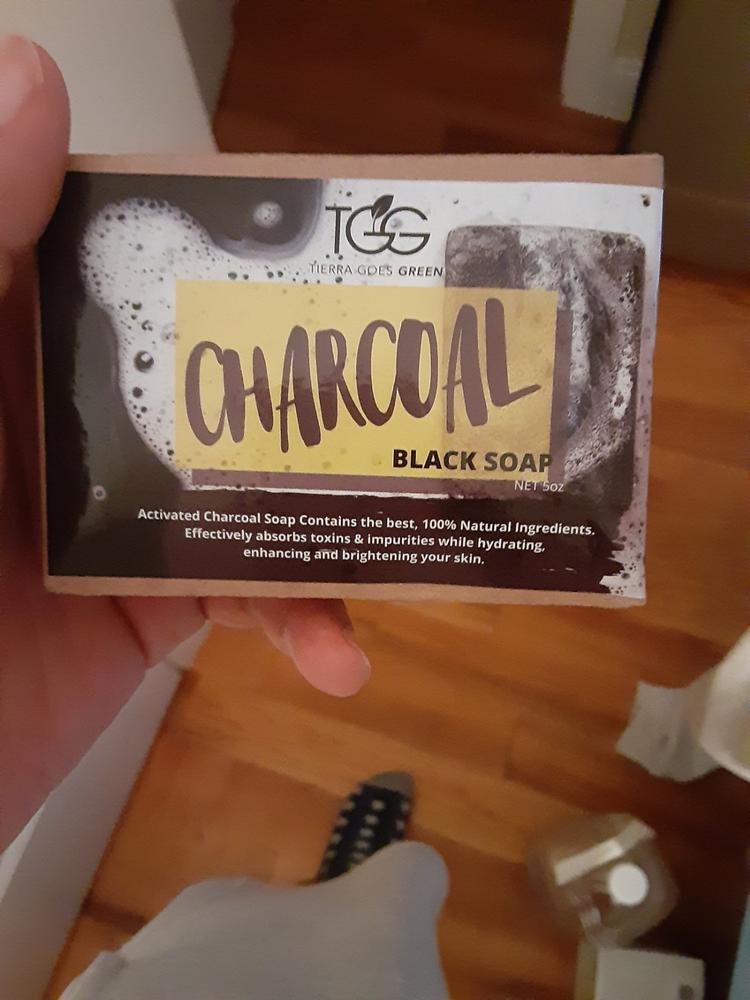 TGG
TIERRA GOES GREEN
CHARCOAL
BLACK SOAP
NET 5oz
Activated Charcoal Soap Contains the best, 100% Natural Ingredients.
Effectively absorbs toxins & impurities while hydrating,
enhancing and brightening your skin.